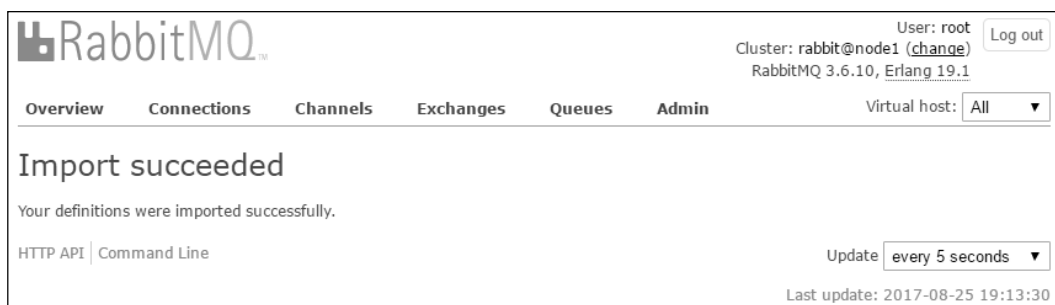 RabbitMQ™
User: root
Log out
Cluster: rabbit@node1 (change)
RabbitMQ 3.6.10, Erlang 19.1
Overview Connections Channels Exchanges Queues Admin Virtual host: All ▼
Import succeeded
Your definitions were imported successfully.
HTTP API Command Line Update every 5 seconds ▼
Last update: 2017-08-25 19:13:30